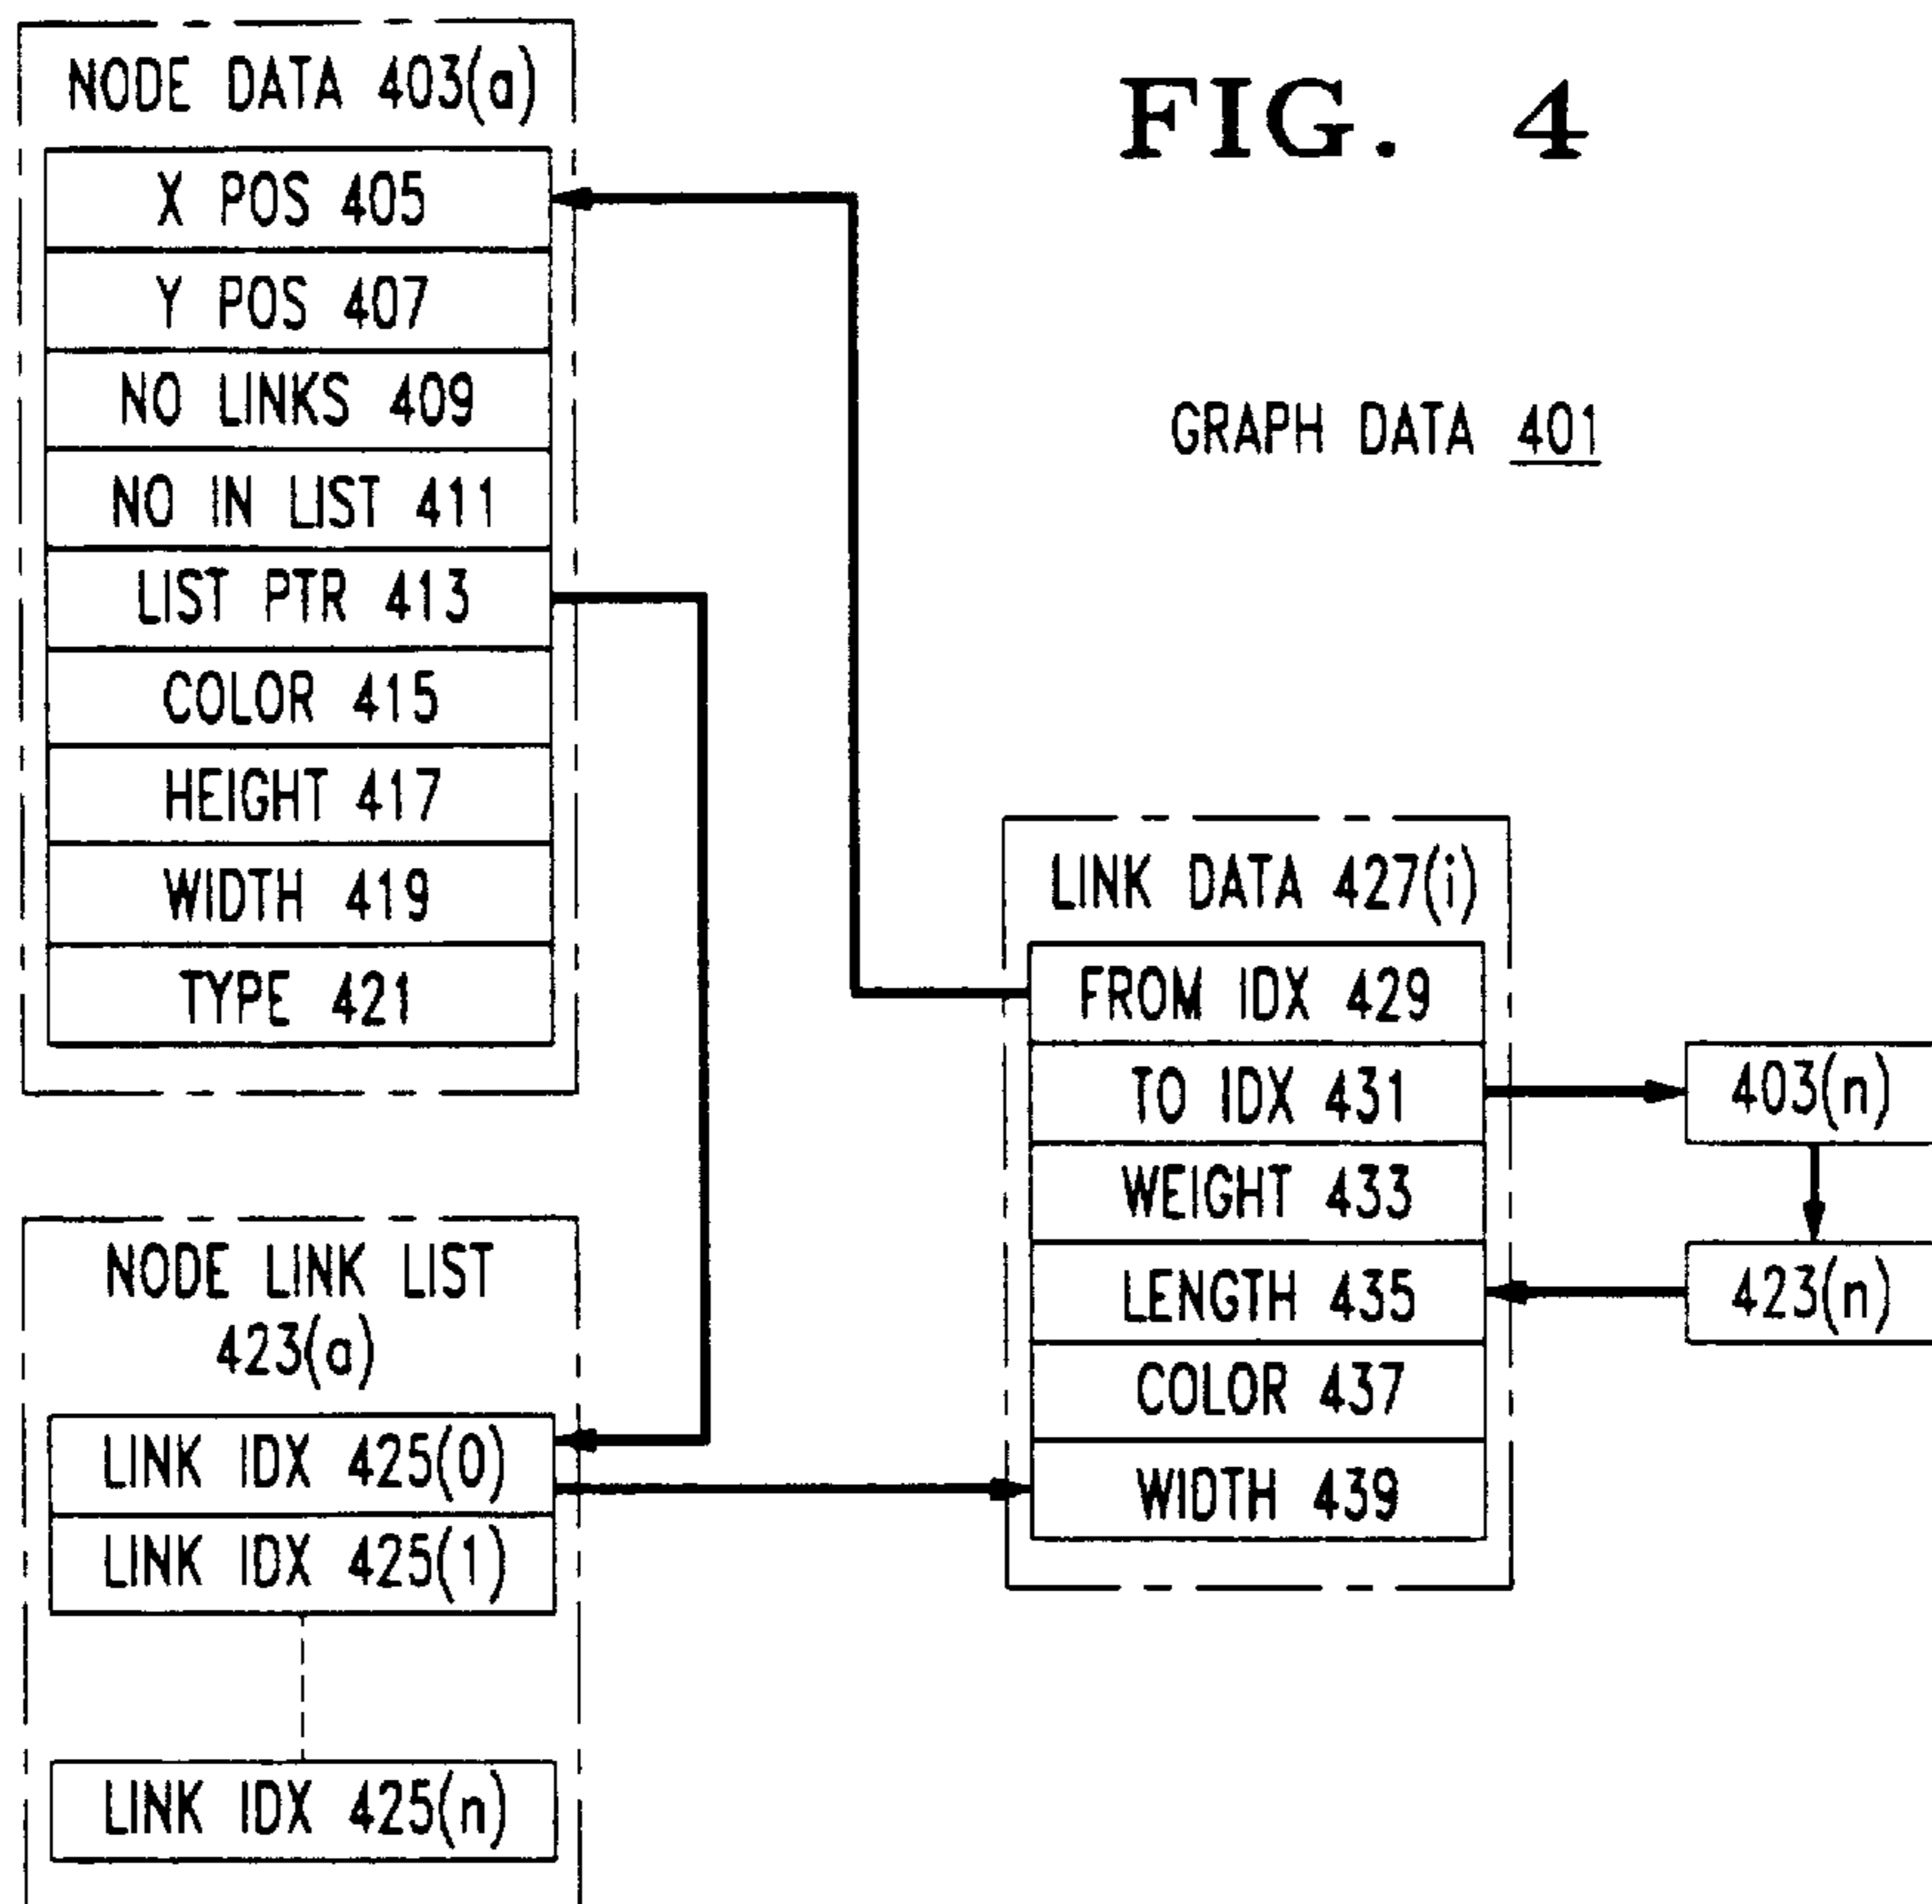 FIG. 4
GRAPH DATA 401
NODE DATA 403(a)
X POS 405
Y POS 407
NO LINKS 409
NO IN LIST 411
LIST PTR 413
COLOR 415
HEIGHT 417
WIDTH 419
TYPE 421
NODE LINK LIST
423(a)
LINK IDX 425(0)
LINK IDX 425(1)
LINK IDX 425(n)
LINK DATA 427(i)
FROM IDX 429
TO IDX 431
WEIGHT 433
LENGTH 435
COLOR 437
WIDTH 439
403(n)
423(n)